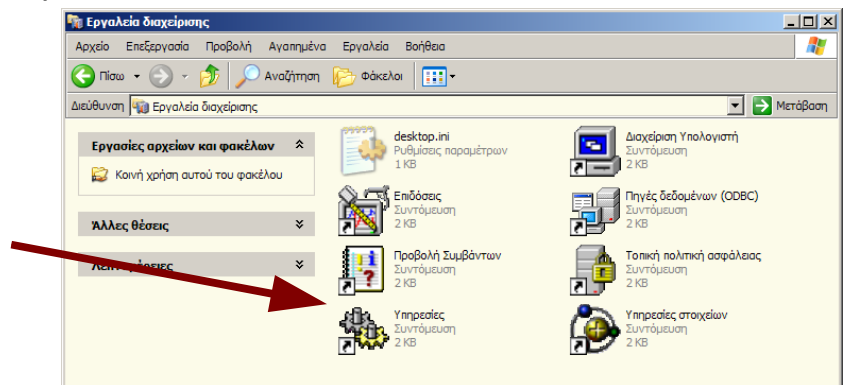 Εργαλεία διαχείρισης
Αρχείο Επεξεργασία Προβολή Αγαπημένα Εργαλεία Βοήθεια
Πίσω Αναζήτηση Φάκελοι
Διεύθυνση Εργαλεία διαχείρισης Μετάβαση
Εργασίες αρχείων και φακέλων
Κοινή χρήση αυτού του φακέλου
Άλλες θέσεις
desktop.ini
Ρυθμίσεις παραμέτρων
1 KB
Διαχείριση Υπολογιστή
Συντόμευση
2 KB
Επιδόσεις
Συντόμευση
2 KB
Πηγές δεδομένων (ODBC)
Συντόμευση
2 KB
Προβολή Συμβάντων
Συντόμευση
2 KB
Τοπική πολιτική ασφάλειας
Συντόμευση
2 KB
Υπηρεσίες
Συντόμευση
2 KB
Υπηρεσίες στοιχείων
Συντόμευση
2 KB